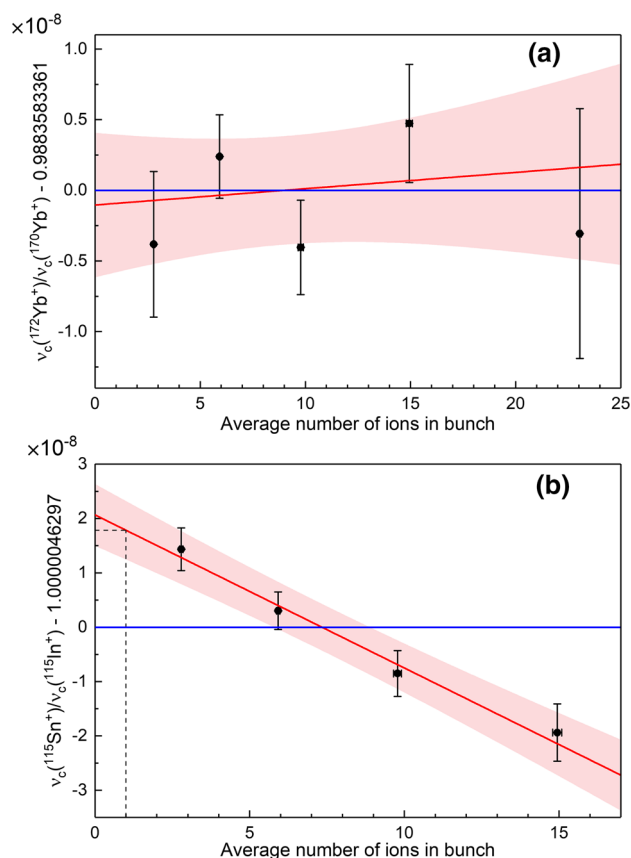 ×10⁻⁸
(a)
1.0
0.5
0.0
-0.5
-1.0
νc(¹⁷²Yb⁺)/νc(¹⁷⁰Yb⁺) - 0.9883583361
0 5 10 15 20 25
Average number of ions in bunch
×10⁻⁸
(b)
3
2
1
0
-1
-2
-3
νc(¹¹⁵Sn⁺)/νc(¹¹⁵In⁺) - 1.0000046297
0 5 10 15
Average number of ions in bunch